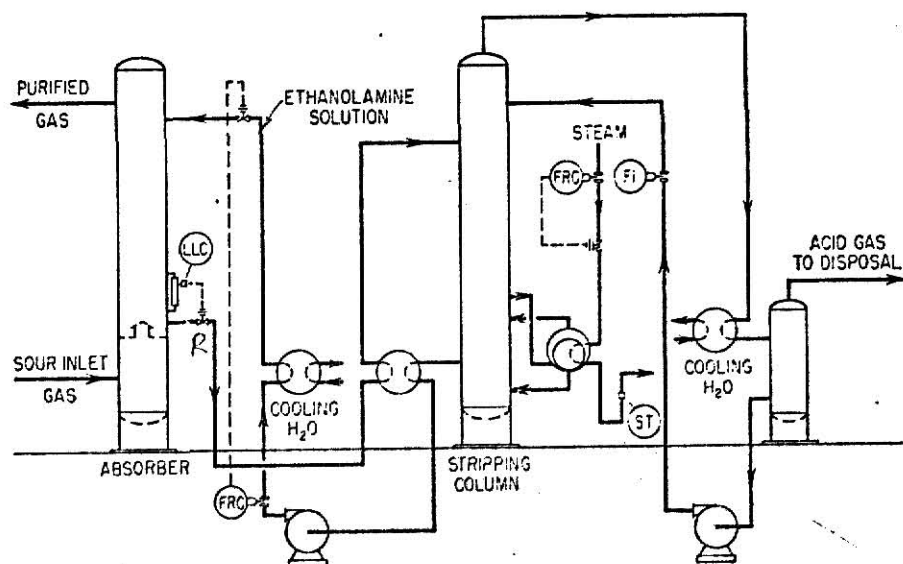 PURIFIED
GAS
ETHANOLAMINE
SOLUTION
STEAM
FRC
FI
LLC
R
ACID GAS
TO DISPOSAL
SOUR INLET
GAS
COOLING
H₂O
COOLING
H₂O
ST
ABSORBER
STRIPPING
COLUMN
FRC